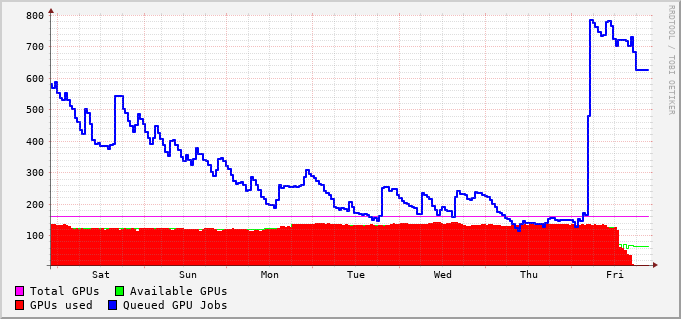 800
700
600
500
400
300
200
100
Sat Sun Mon Tue Wed Thu Fri
Total GPUs Available GPUs
GPUs used Queued GPU Jobs
RRDTOOL / TOBI OETIKER